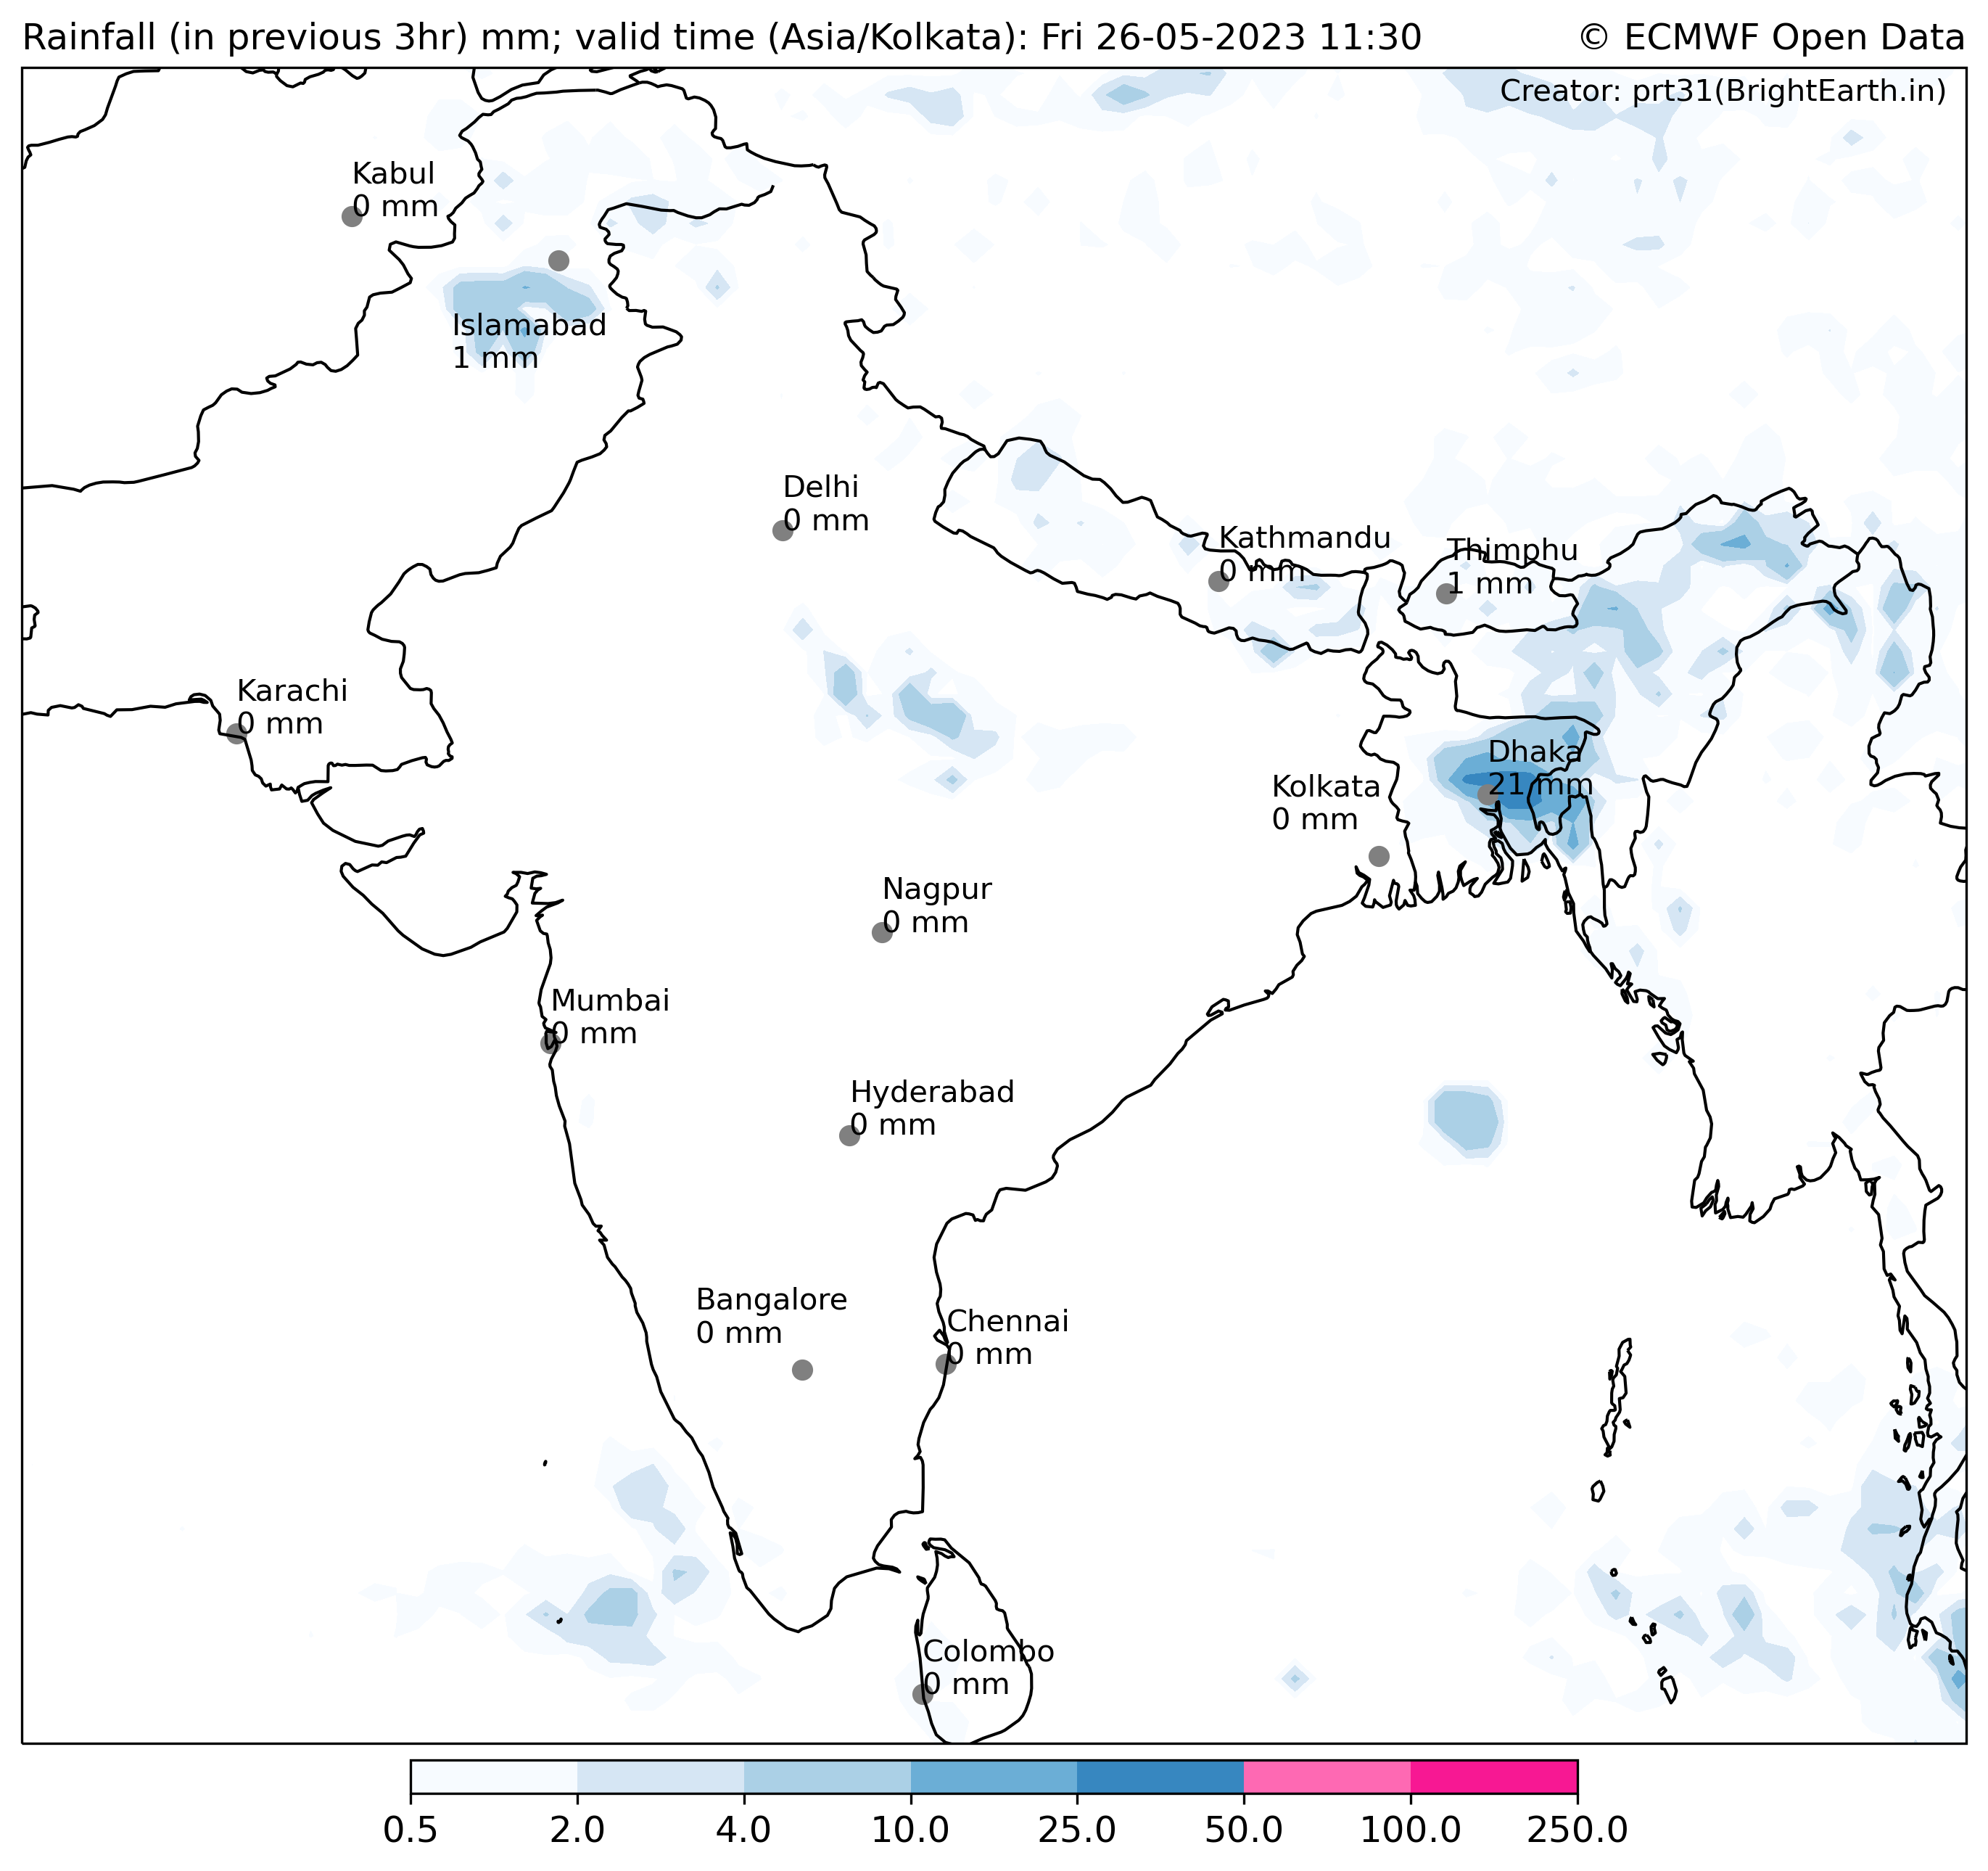 Rainfall (in previous 3hr) mm; valid time (Asia/Kolkata): Fri 26-05-2023 11:30
© ECMWF Open Data
Creator: prt31(BrightEarth.in)
Kabul
0 mm
Islamabad
1 mm
Delhi
0 mm
Kathmandu
0 mm
Thimphu
1 mm
Karachi
0 mm
Dhaka
21 mm
Kolkata
0 mm
Nagpur
0 mm
Mumbai
0 mm
Hyderabad
0 mm
Bangalore
0 mm
Chennai
0 mm
Colombo
0 mm
0.5 2.0 4.0 10.0 25.0 50.0 100.0 250.0